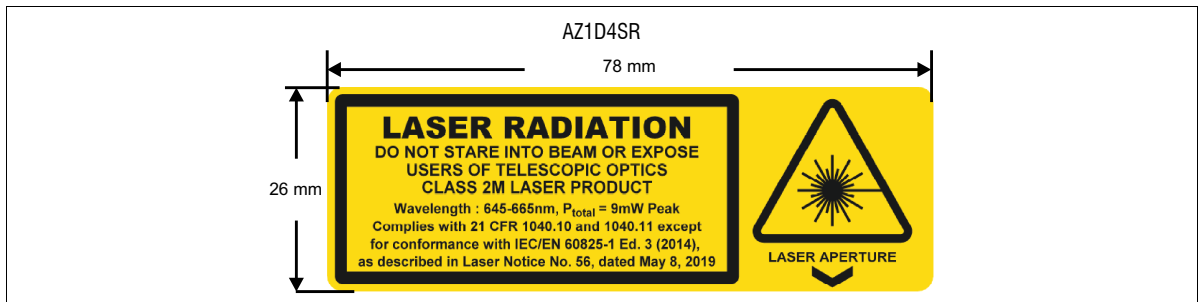 AZ1D4SR
78 mm
26 mm
LASER RADIATION
DO NOT STARE INTO BEAM OR EXPOSE
USERS OF TELESCOPIC OPTICS
CLASS 2M LASER PRODUCT
Wavelength : 645-665nm, Ptotal = 9mW Peak
Complies with 21 CFR 1040.10 and 1040.11 except
for conformance with IEC/EN 60825-1 Ed. 3 (2014),
as described in Laser Notice No. 56, dated May 8, 2019
LASER APERTURE